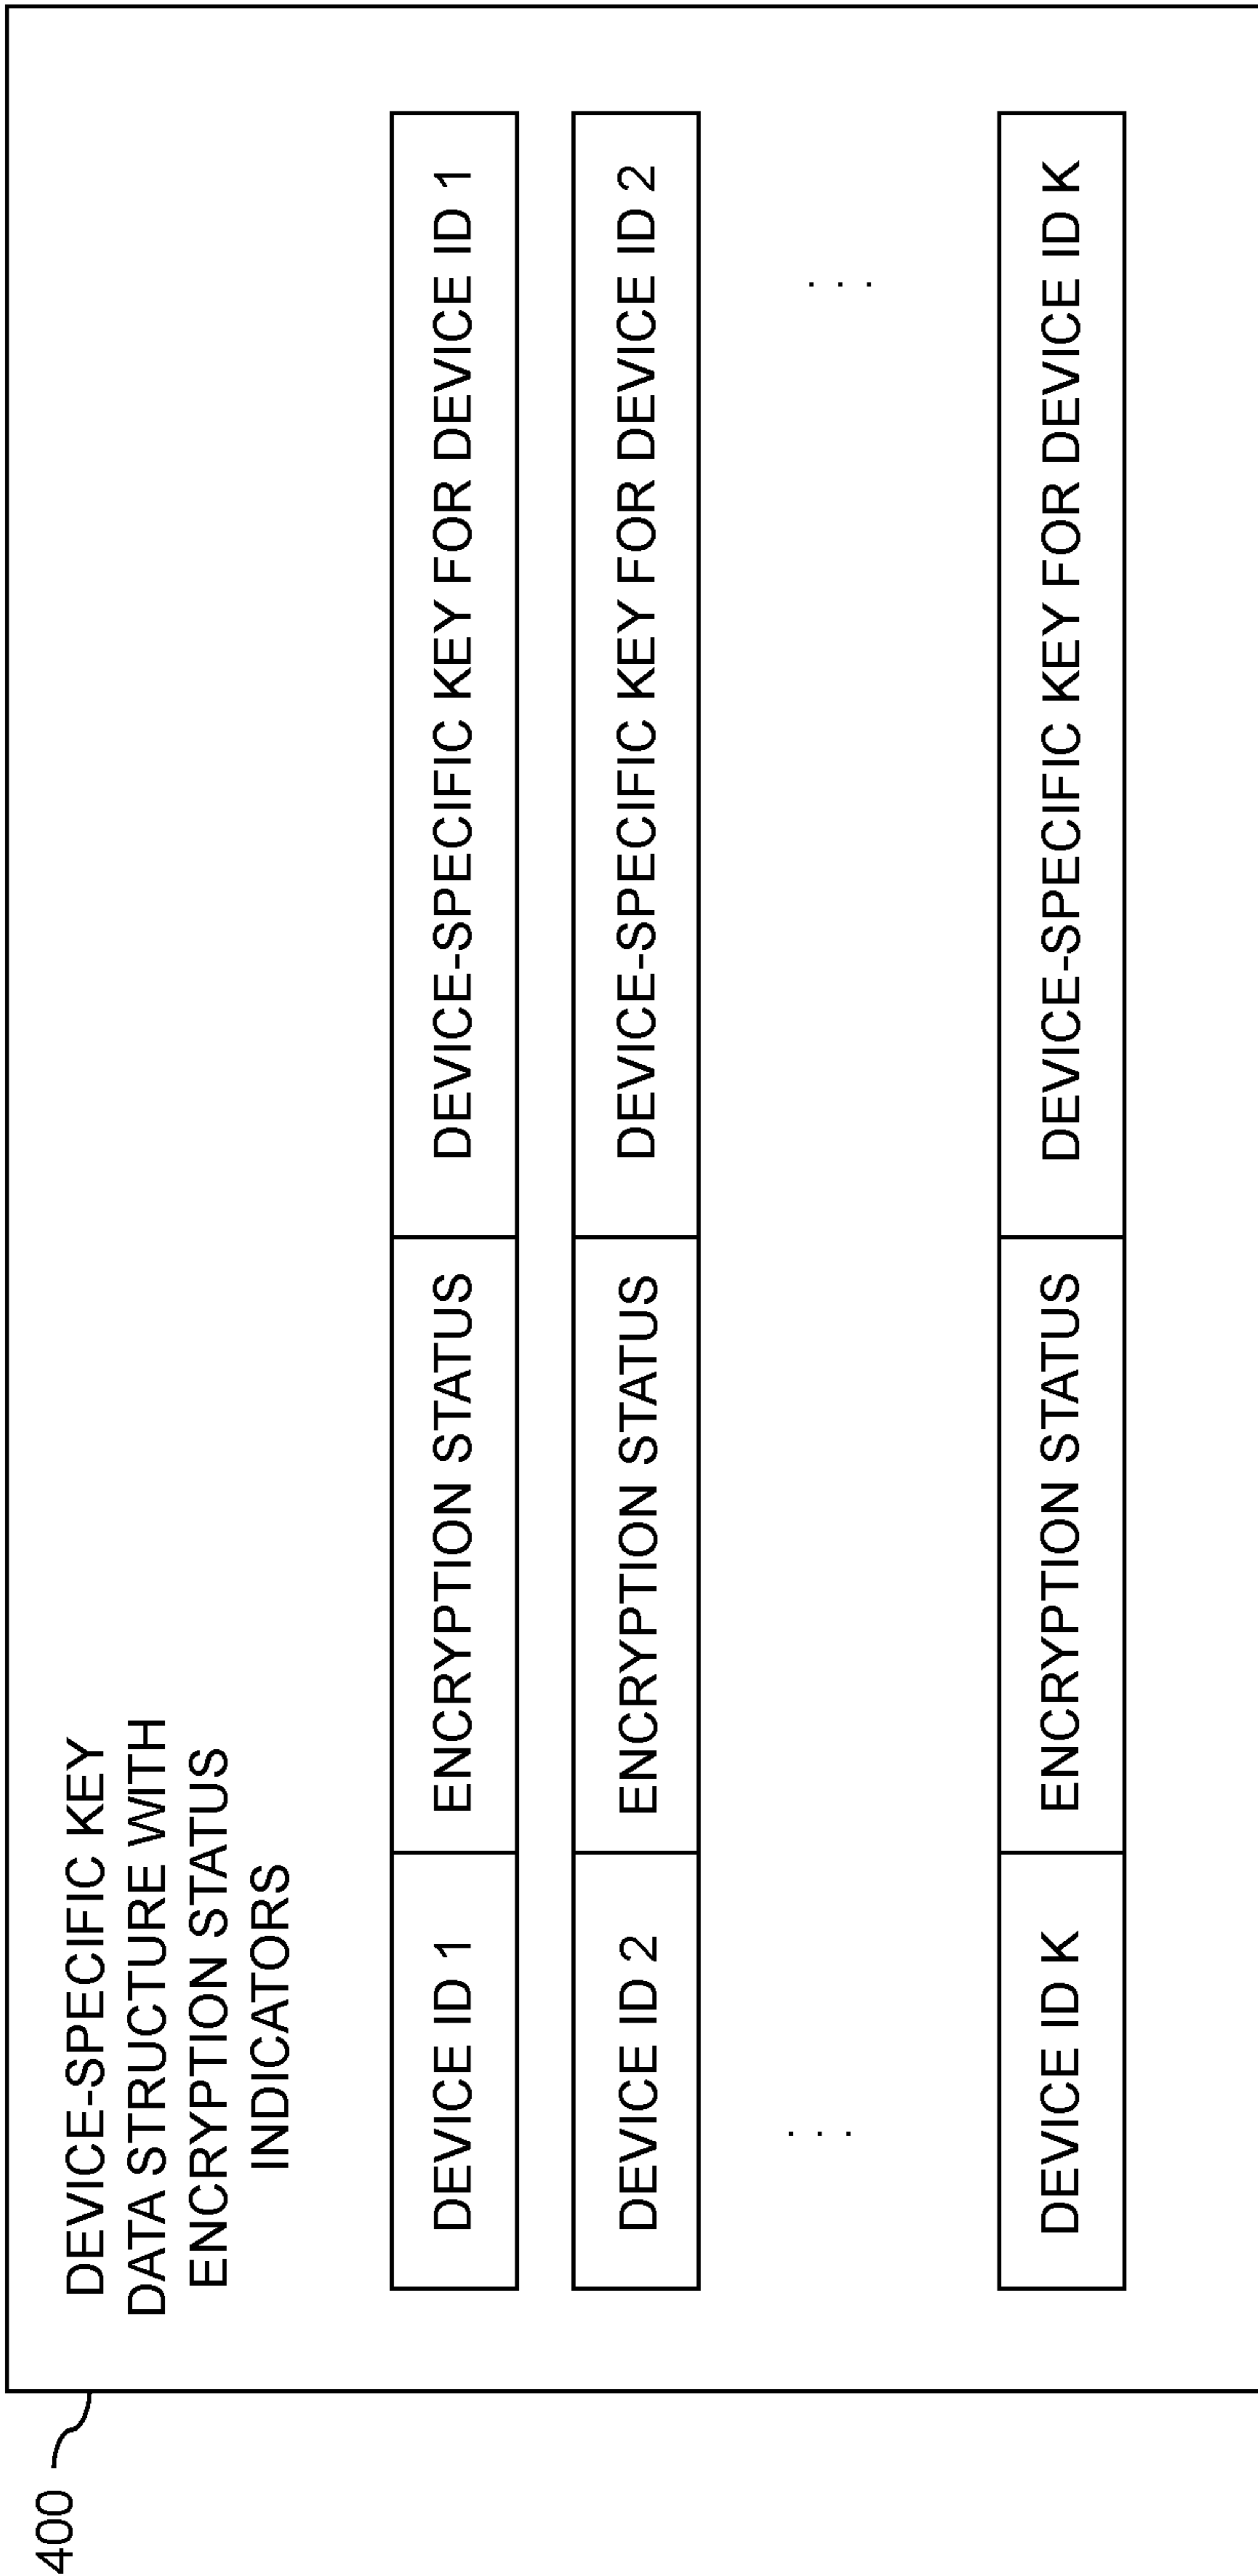 400
DEVICE-SPECIFIC KEY
DATA STRUCTURE WITH
ENCRYPTION STATUS
INDICATORS
DEVICE ID 1 ENCRYPTION STATUS DEVICE-SPECIFIC KEY FOR DEVICE ID 1
DEVICE ID 2 ENCRYPTION STATUS DEVICE-SPECIFIC KEY FOR DEVICE ID 2
. . . . . .
DEVICE ID K ENCRYPTION STATUS DEVICE-SPECIFIC KEY FOR DEVICE ID K